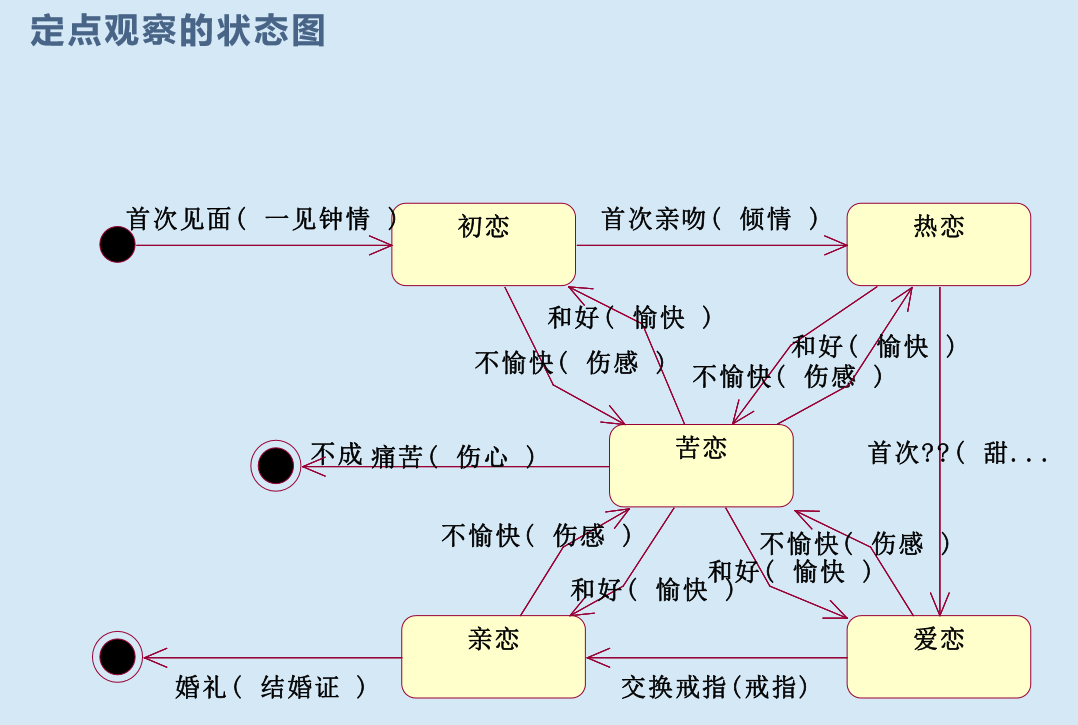 定点观察的状态图
首次见面( 一见钟情 )
初恋
首次亲吻( 倾情 )
热恋
和好( 愉快 )
和好( 愉快 )
不愉快( 伤感 )
不愉快( 伤感 )
不成
痛苦( 伤心 )
苦恋
首次??( 甜...
不愉快( 伤感 )
不愉快( 伤感 )
和好( 愉快 )
和好( 愉快 )
亲恋
爱恋
婚礼( 结婚证 )
交换戒指(戒指)